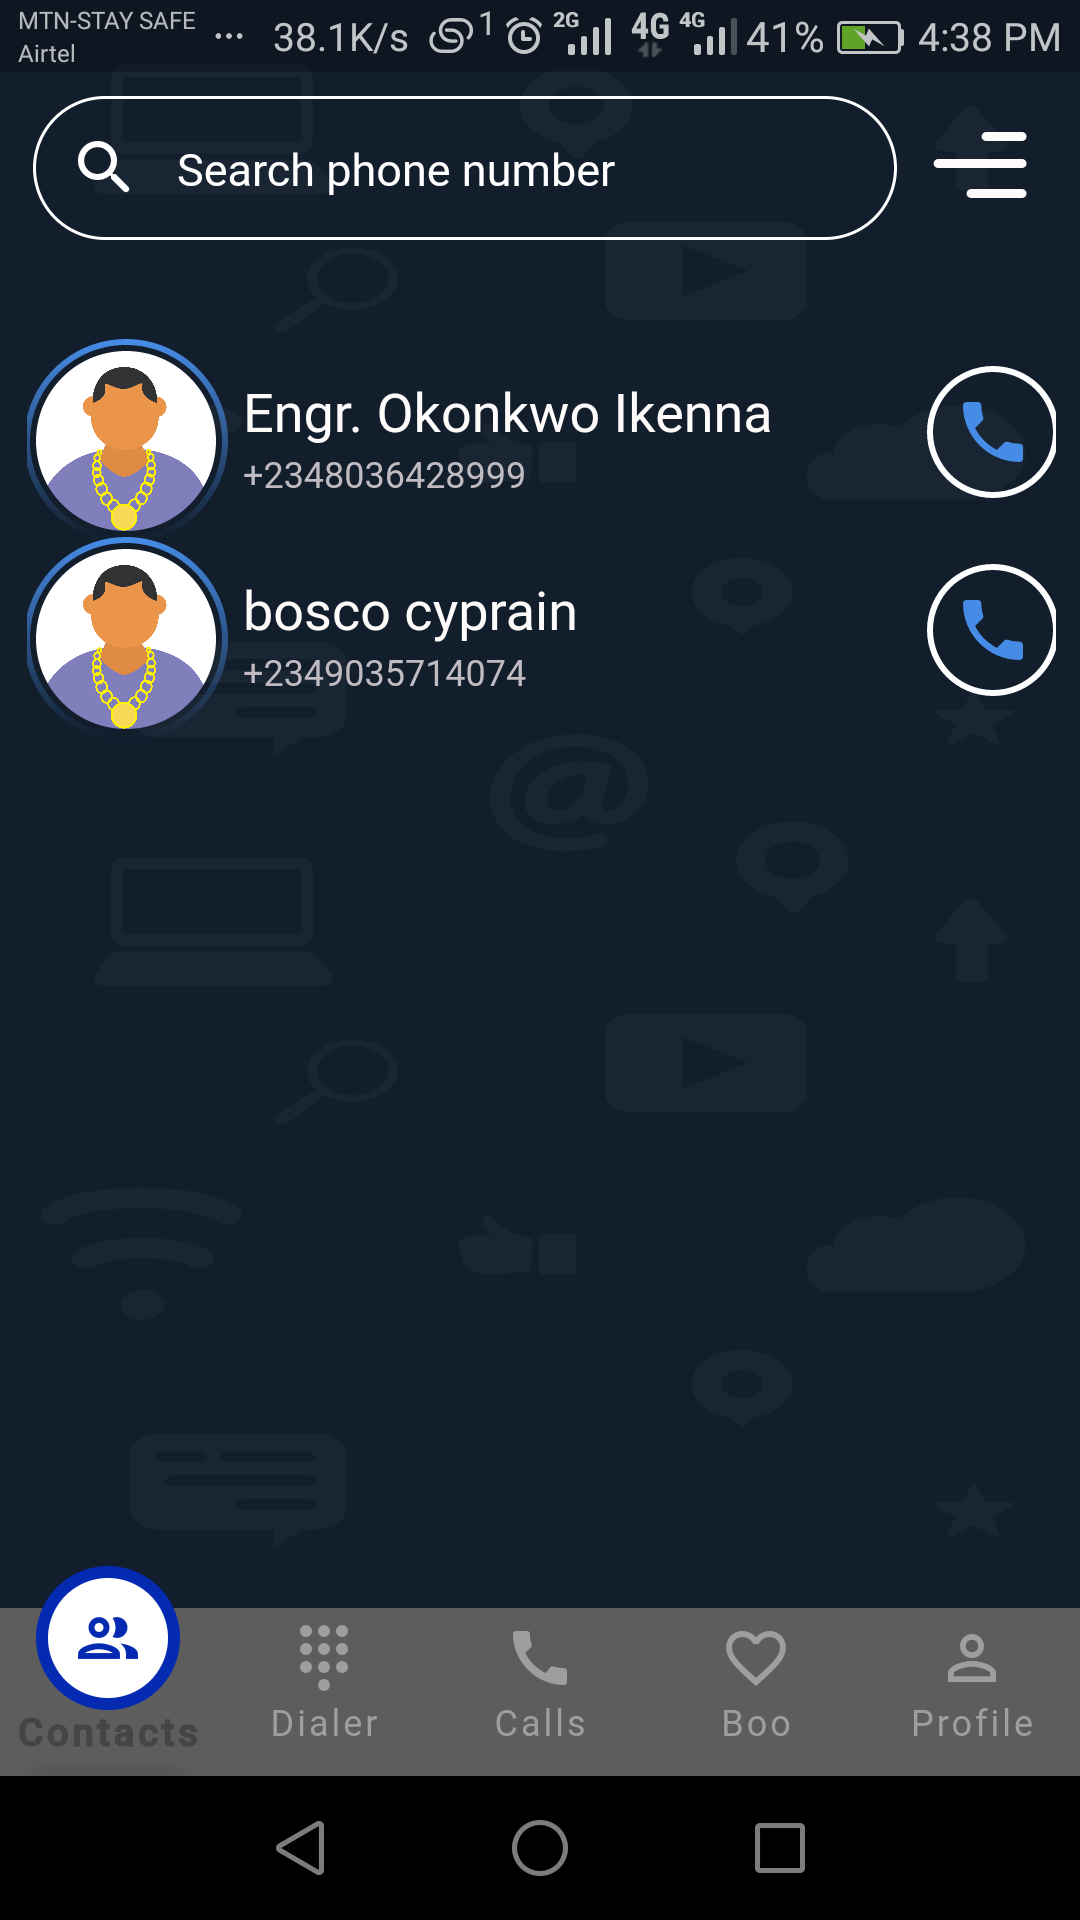 MTN-STAY SAFE ... 38.1K/s 1 2G 4G 4G 41% 4:38 PM
Airtel
Search phone number
Engr. Okonkwo Ikenna
+2348036428999
bosco cyprain
+2349035714074
@
Contacts Dialer Calls Boo Profile